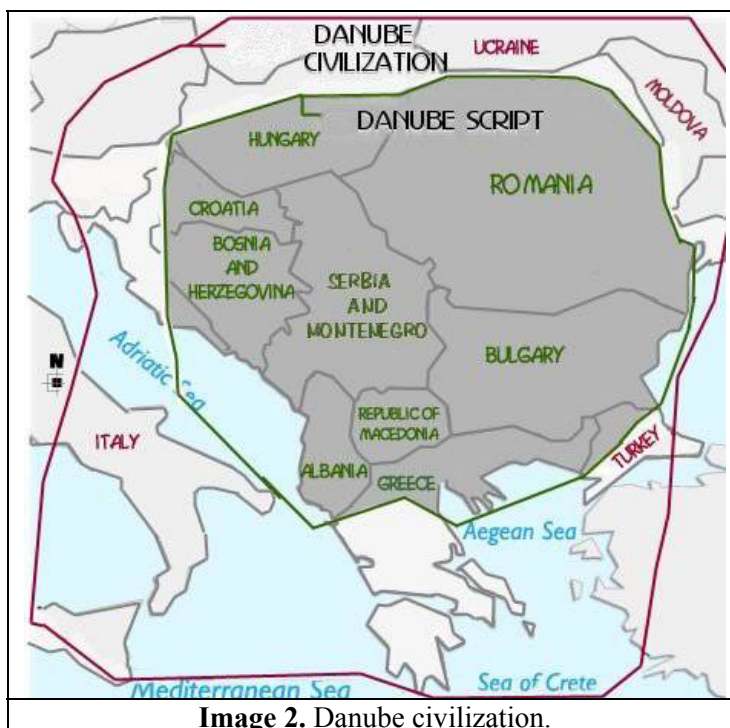 DANUBE
CIVILIZATION
UCRAINE
MOLDOVA
DANUBE SCRIPT
HUNGARY
ROMANIA
CROATIA
BOSNIA
AND
HERZEGOVINA
SERBIA
AND
MONTENEGRO
Adriatic Sea
N
BULGARY
ITALY
REPUBLIC OF
MACEDONIA
TURKEY
ALBANIA
GREECE
Aegean Sea
Sea of Crete
Mediterranean Sea
Image 2. Danube civilization.